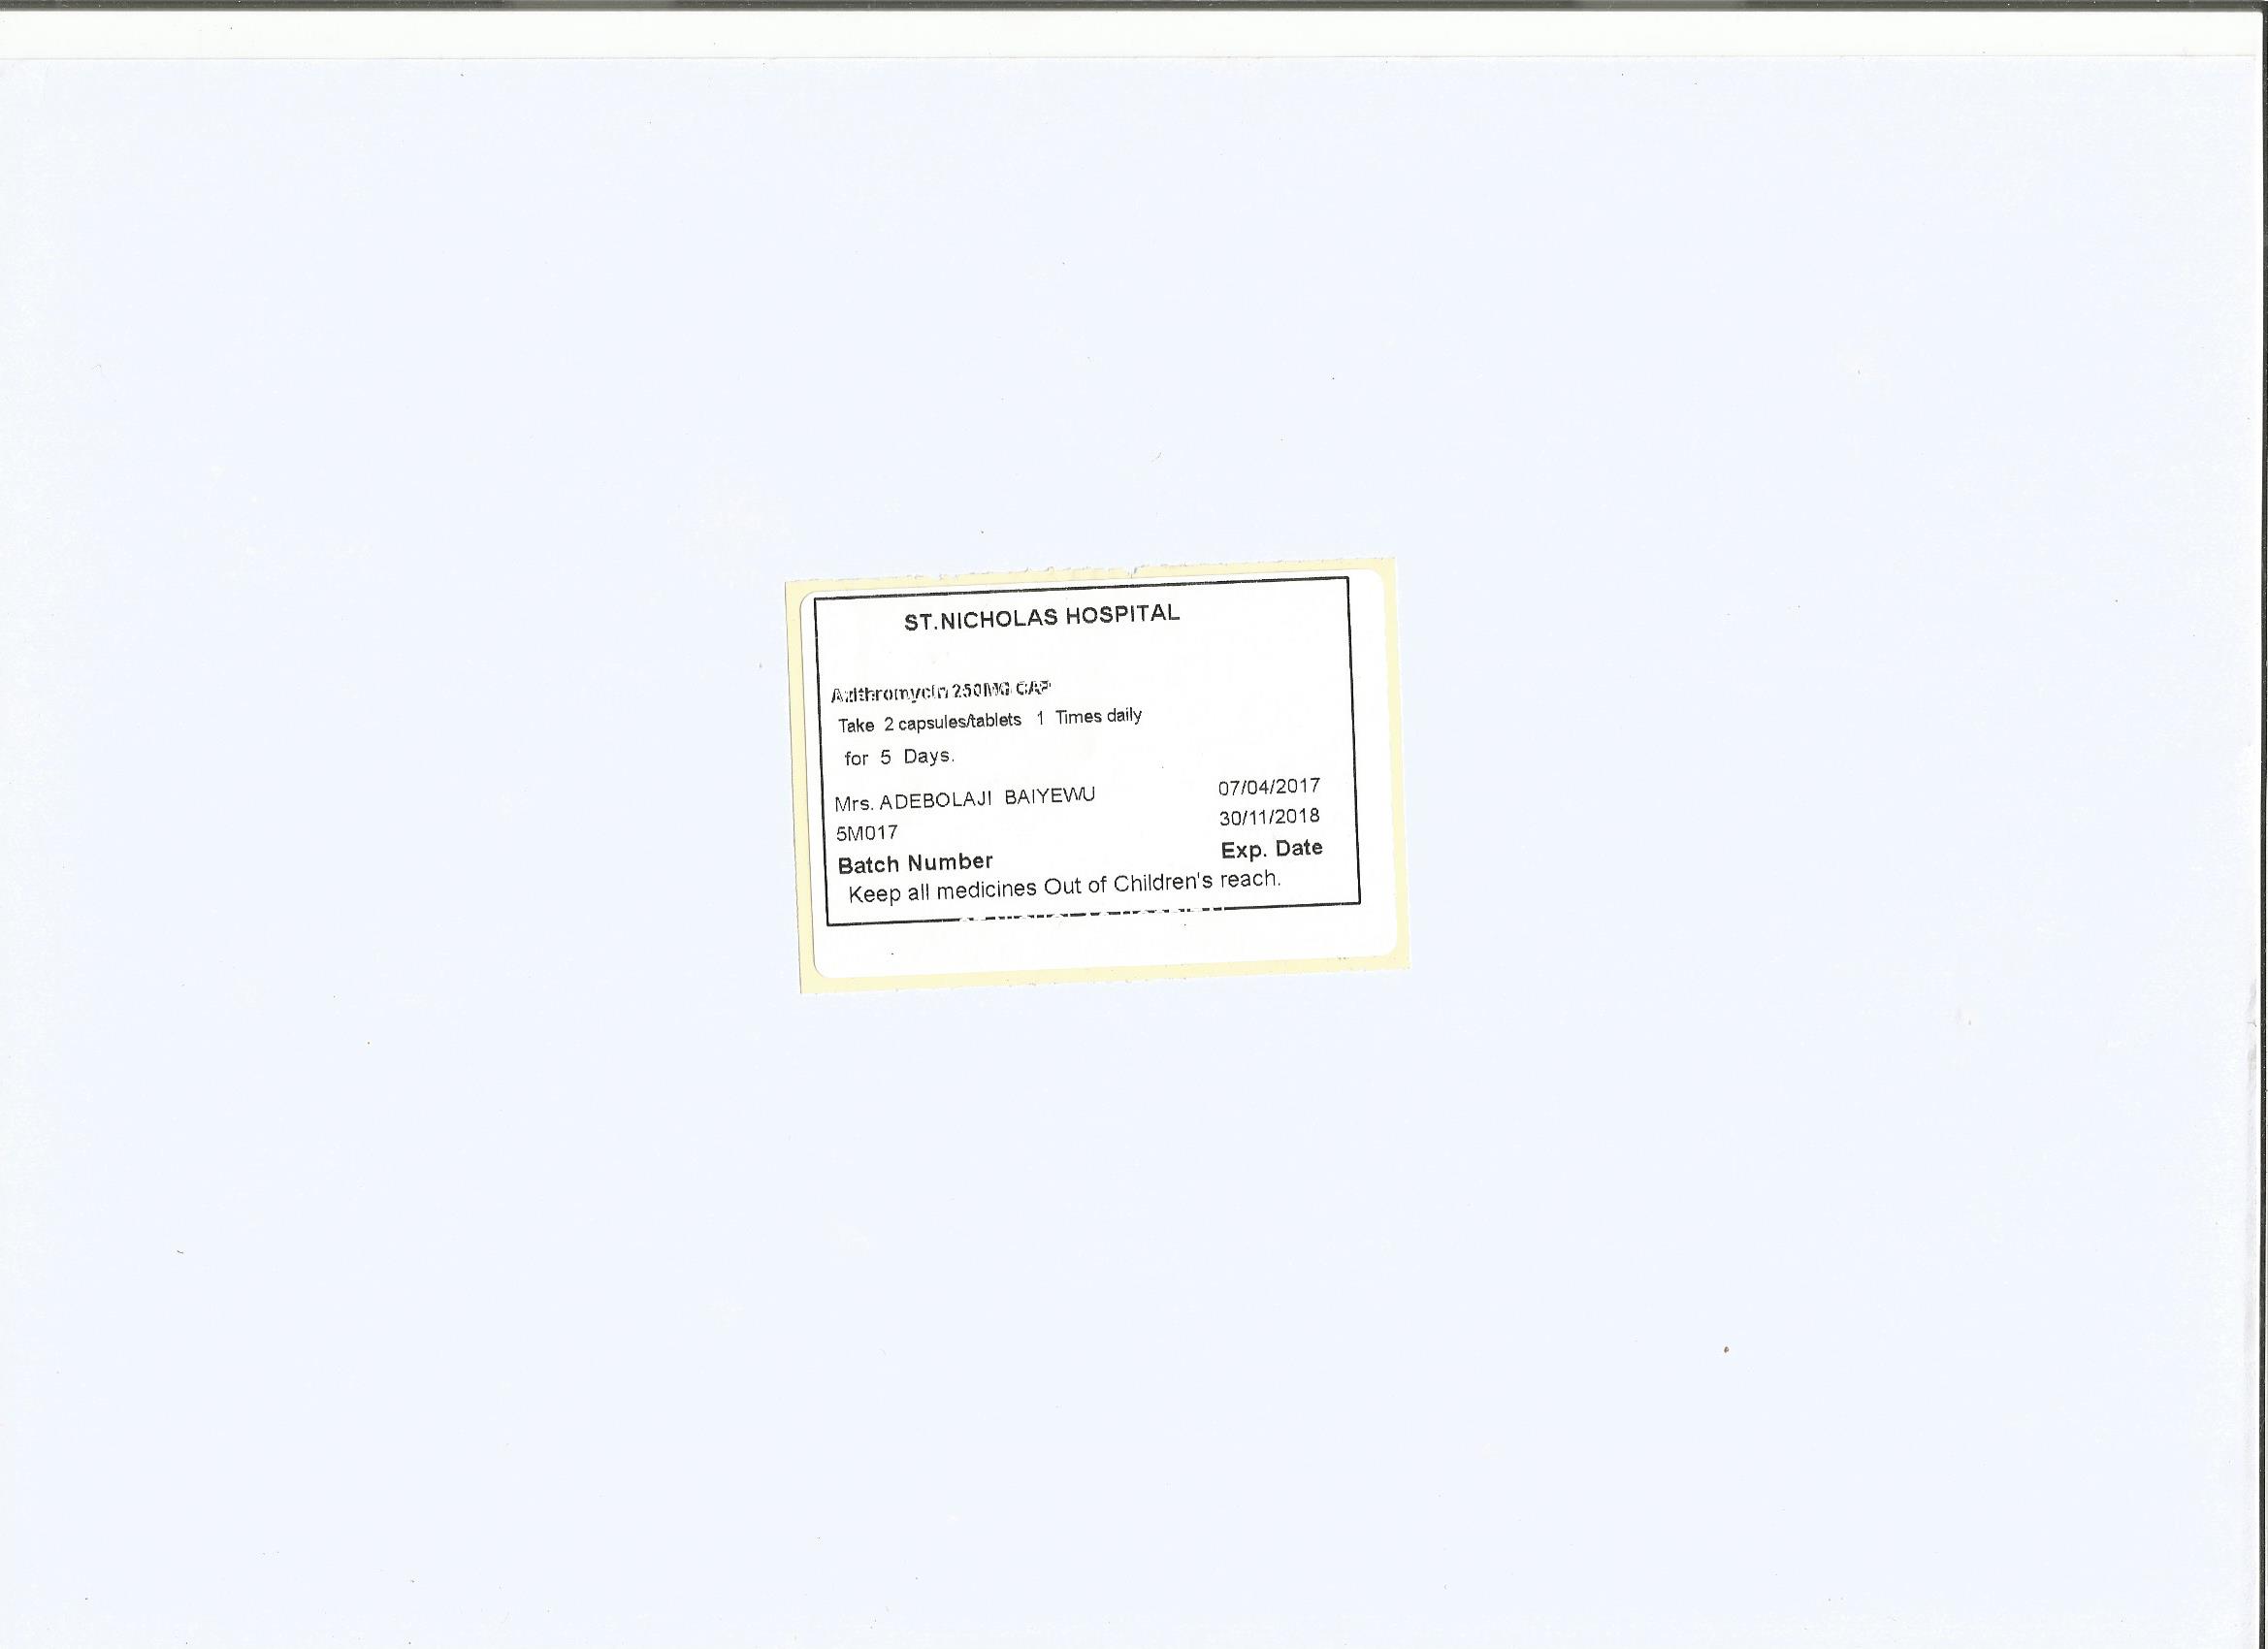 ST.NICHOLAS HOSPITAL
Azithromycin 250MG CAP
Take 2 capsules/tablets 1 Times daily
for 5 Days.
Mrs. ADEBOLAJI BAIYEWU 07/04/2017
5M017 30/11/2018
Batch Number Exp. Date
Keep all medicines Out of Children's reach.